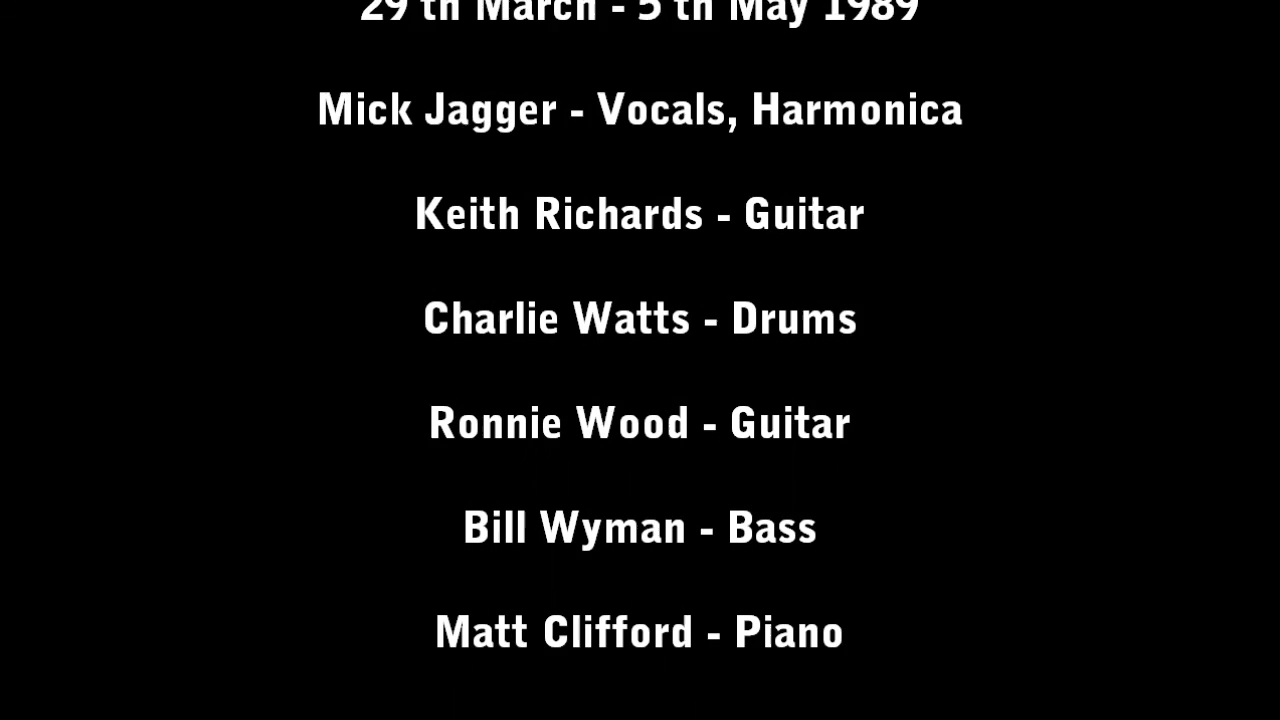 29 th March - 5 th May 1989
Mick Jagger - Vocals, Harmonica
Keith Richards - Guitar
Charlie Watts - Drums
Ronnie Wood - Guitar
Bill Wyman - Bass
Matt Clifford - Piano